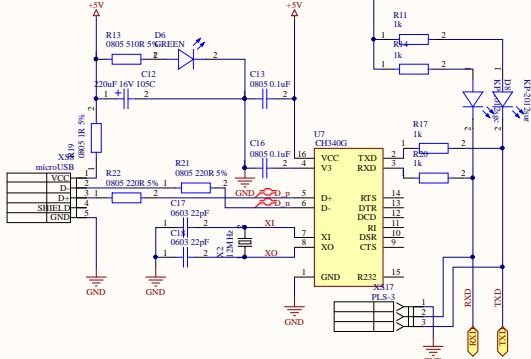 +5V
+5V
R13
0805 510R 5%
D6
GREEN
R11
1k
R14
1k
C12
220uF 16V 105C
C13
0805 0.1uF
C16
0805 0.1uF
0805 1R 5%
microUSB
VCC
D-
D+
SHIELD
GND
R22
0805 220R 5%
R21
0805 220R 5%
GND
D_p
D_n
U7
CH340G
VCC
V3
D+
D-
XI
XO
GND
TXD
RXD
RTS
DTR
DCD
RI
DSR
CTS
R232
R17
1k
R20
1k
D8
C17
0603 22pF
C18
0603 22pF
X2
12MHz
XI
XO
GND
GND
GND
GND
XS17
PLS-3
1
2
3
RXD
TXD
RXD
TXD